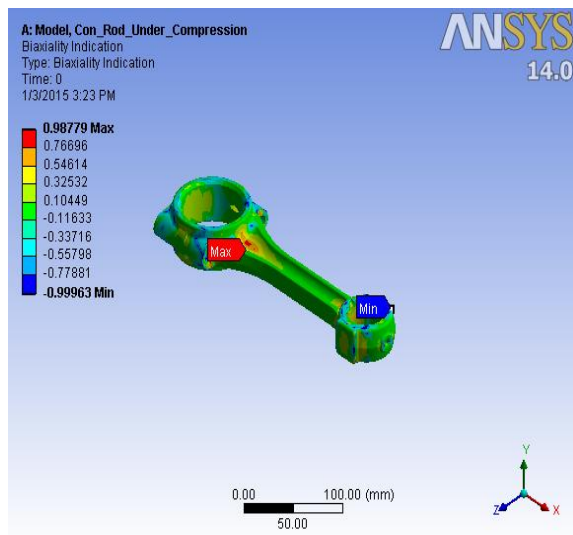 A: Model, Con_Rod_Under_Compression
Biaxiality Indication
Type: Biaxiality Indication
Time: 0
1/3/2015 3:23 PM
ANSYS
14.0
0.98779 Max
0.76696
0.54614
0.32532
0.10449
-0.11633
-0.33716
-0.55798
-0.77881
-0.99963 Min
Max
Min
0.00
100.00 (mm)
50.00
Y
Z
X